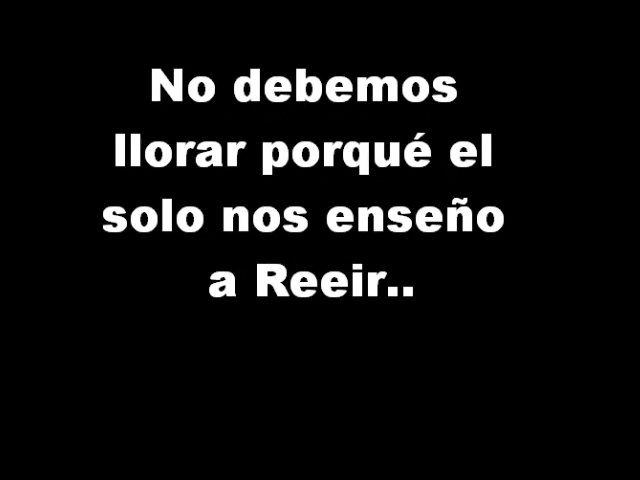 No debemos
llorar porqué el
solo nos enseño
a Reeir..